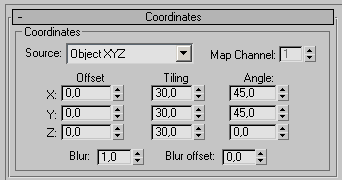 - Coordinates
Coordinates
Source: Object XYZ Map Channel: 1
Offset Tiling Angle:
X: 0,0 30,0 45,0
Y: 0,0 30,0 45,0
Z: 0,0 30,0 0,0
Blur: 1,0 Blur offset: 0,0